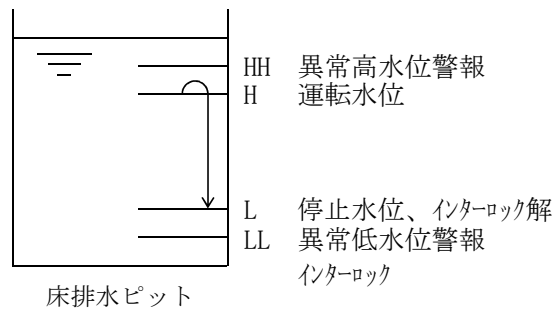 HH 異常高水位警報
H 運転水位
L 停止水位、インターロック解
LL 異常低水位警報
インターロック
床排水ピット